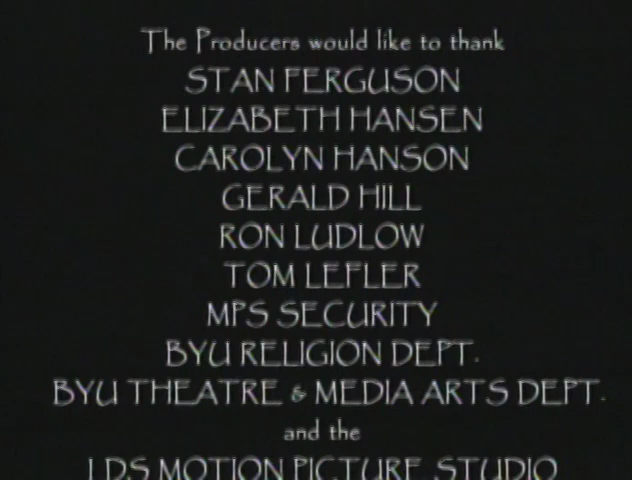 The Producers would like to thank
STAN FERGUSON
ELIZABETH HANSEN
CAROLYN HANSON
GERALD HILL
RON LUDLOW
TOM LEFLER
MPS SECURITY
BYU RELIGION DEPT.
BYU THEATRE & MEDIA ARTS DEPT.
and the
LDS MOTION PICTURE STUDIO